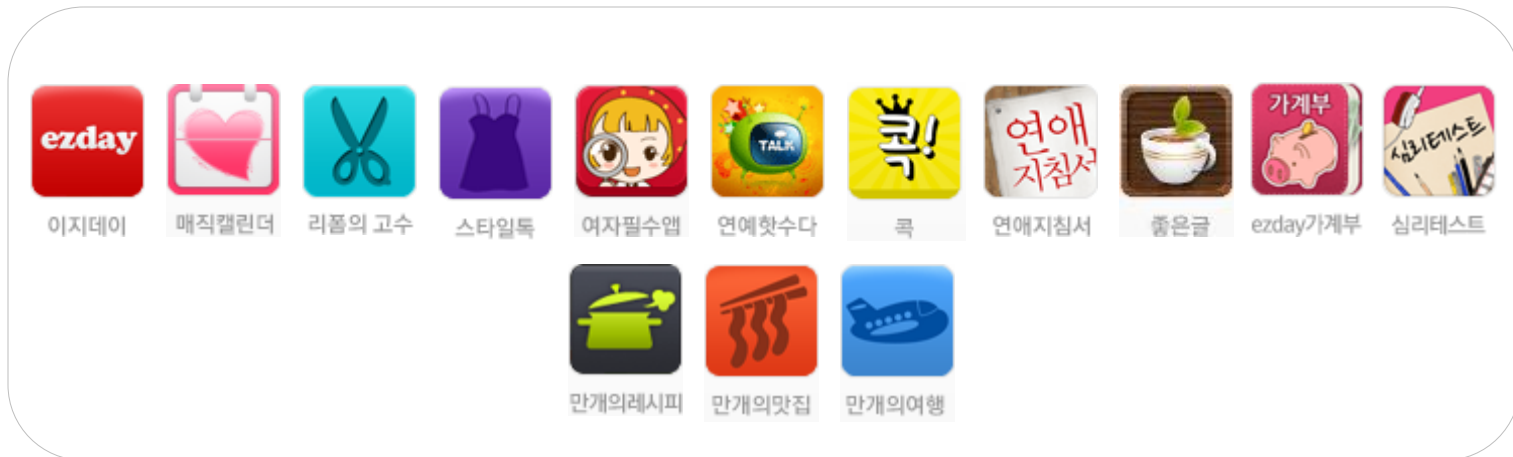 ezday
TALK
콕!
연애
지침서
가계부
심리테스트
이지데이 매직캘린더 리폼의 고수 스타일톡 여자필수앱 연예핫수다 콕 연애지침서 좋은글 ezday가계부 심리테스트
만개의레시피 만개의맛집 만개의여행